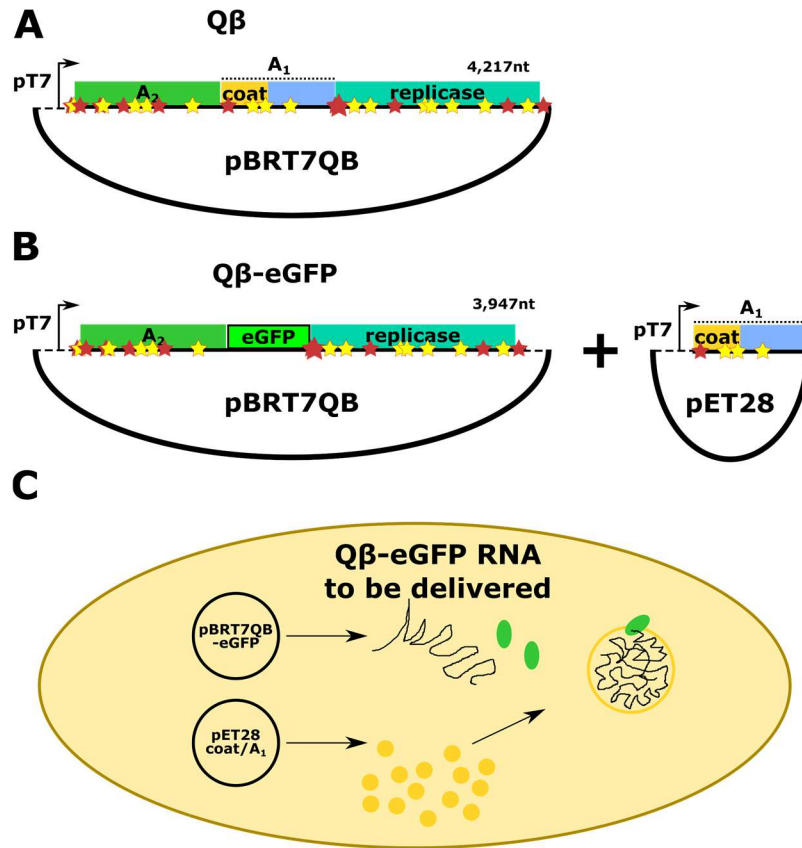 A
Qβ
A₁
4,217nt
pT7
A₂
coat
replicase
pBRT7QB
B
Qβ-eGFP
3,947nt
A₁
pT7
A₂
eGFP
replicase
+
pT7
coat
pBRT7QB
pET28
C
Qβ-eGFP RNA
to be delivered
pBRT7QB
-eGFP
pET28
coat/A₁